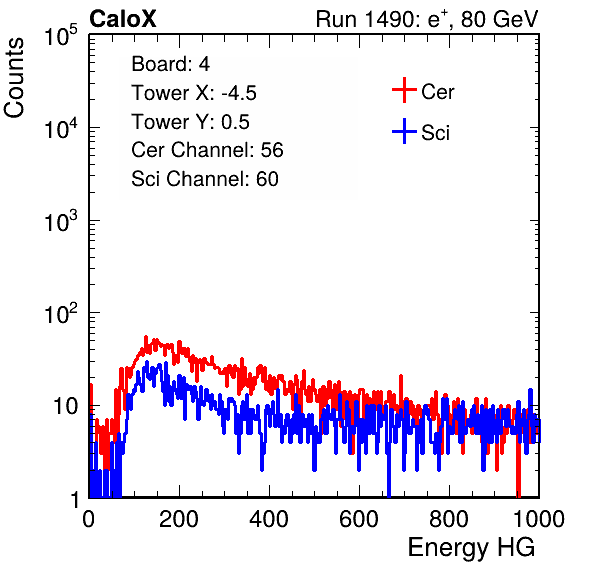 CaloX Run 1490: e⁺, 80 GeV
Counts
10⁵
10⁴
10³
10²
10
1
Board: 4
Tower X: -4.5
Tower Y: 0.5
Cer Channel: 56
Sci Channel: 60
Cer
Sci
0 200 400 600 800 1000
Energy HG